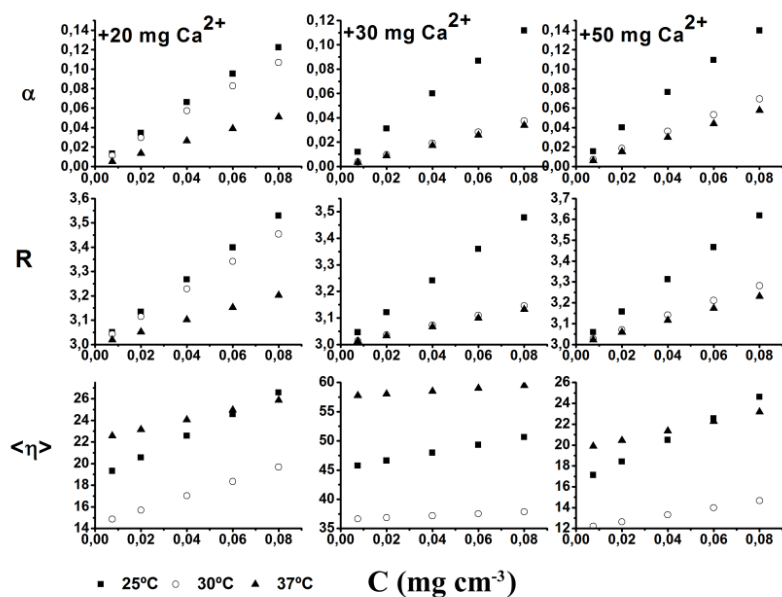 +20 mg Ca2+ +30 mg Ca2+ +50 mg Ca2+
α
0,14 0,12 0,10 0,08 0,06 0,04 0,02 0,00
0,12 0,10 0,08 0,06 0,04 0,02 0,00
0,14 0,12 0,10 0,08 0,06 0,04 0,02 0,00
0,00 0,02 0,04 0,06 0,08 0,00 0,02 0,04 0,06 0,08 0,00 0,02 0,04 0,06 0,08
R
3,6 3,5 3,4 3,3 3,2 3,1 3,0
3,5 3,4 3,3 3,2 3,1 3,0
3,7 3,6 3,5 3,4 3,3 3,2 3,1 3,0
0,00 0,02 0,04 0,06 0,08 0,00 0,02 0,04 0,06 0,08 0,00 0,02 0,04 0,06 0,08
<η>
26 24 22 20 18 16 14
60 55 50 45 40 35
26 24 22 20 18 16 14 12
0,00 0,02 0,04 0,06 0,08 0,00 0,02 0,04 0,06 0,08 0,00 0,02 0,04 0,06 0,08
25ºC 30ºC 37ºC C (mg cm-3)